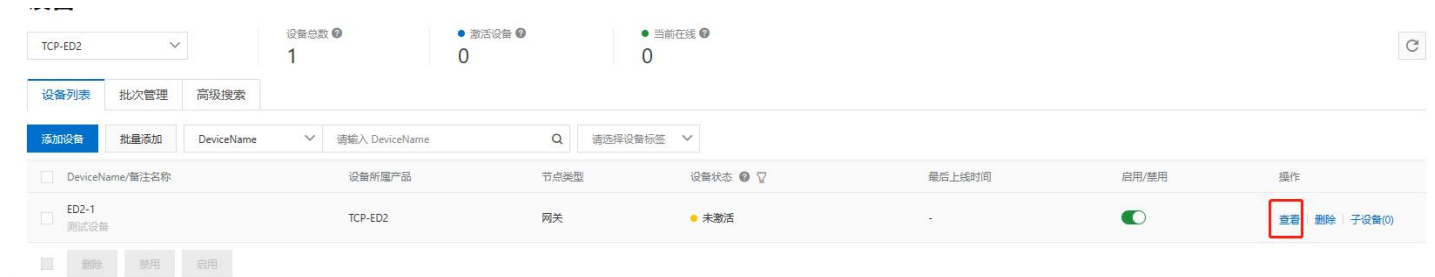 TCP-ED2
设备总数 激活设备 当前在线
1 0 0
设备列表 批次管理 高级搜索
添加设备 批量添加 DeviceName 请输入 DeviceName 请选择设备标签
DeviceName/备注名称 设备所属产品 节点类型 设备状态 最后上线时间 启用/禁用 操作
ED2-1
测试设备
TCP-ED2 网关 未激活 - 查看 删除 子设备(0)
删除 禁用 启用